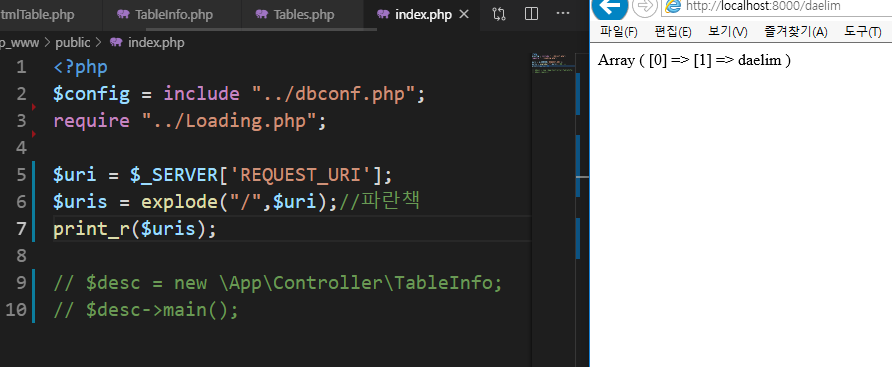 tmlTable.php TableInfo.php Tables.php index.php
p_www > public > index.php
1 <?php
2 $config = include "../dbconf.php";
3 require "../Loading.php";
4
5 $uri = $_SERVER['REQUEST_URI'];
6 $uris = explode("/",$uri);//파란책
7 print_r($uris);
8
9 // $desc = new \App\Controller\TableInfo;
10 // $desc->main();
http://localhost:8000/daelim
파일(F) 편집(E) 보기(V) 즐겨찾기(A) 도구(T)
Array ( [0] => [1] => daelim )